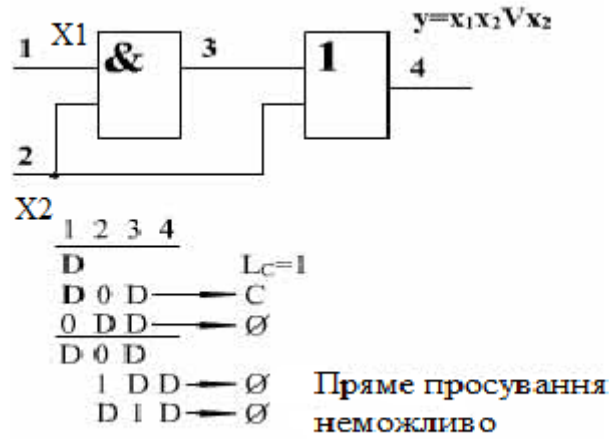 y=x₁x₂Vx₂
1 X1 & 3 1 4
2
X2
1 2 3 4
D L_C=1
D 0 D → C
0 D D → Ø
D 0 D
1 D D → Ø Пряме просування
D 1 D → Ø неможливо